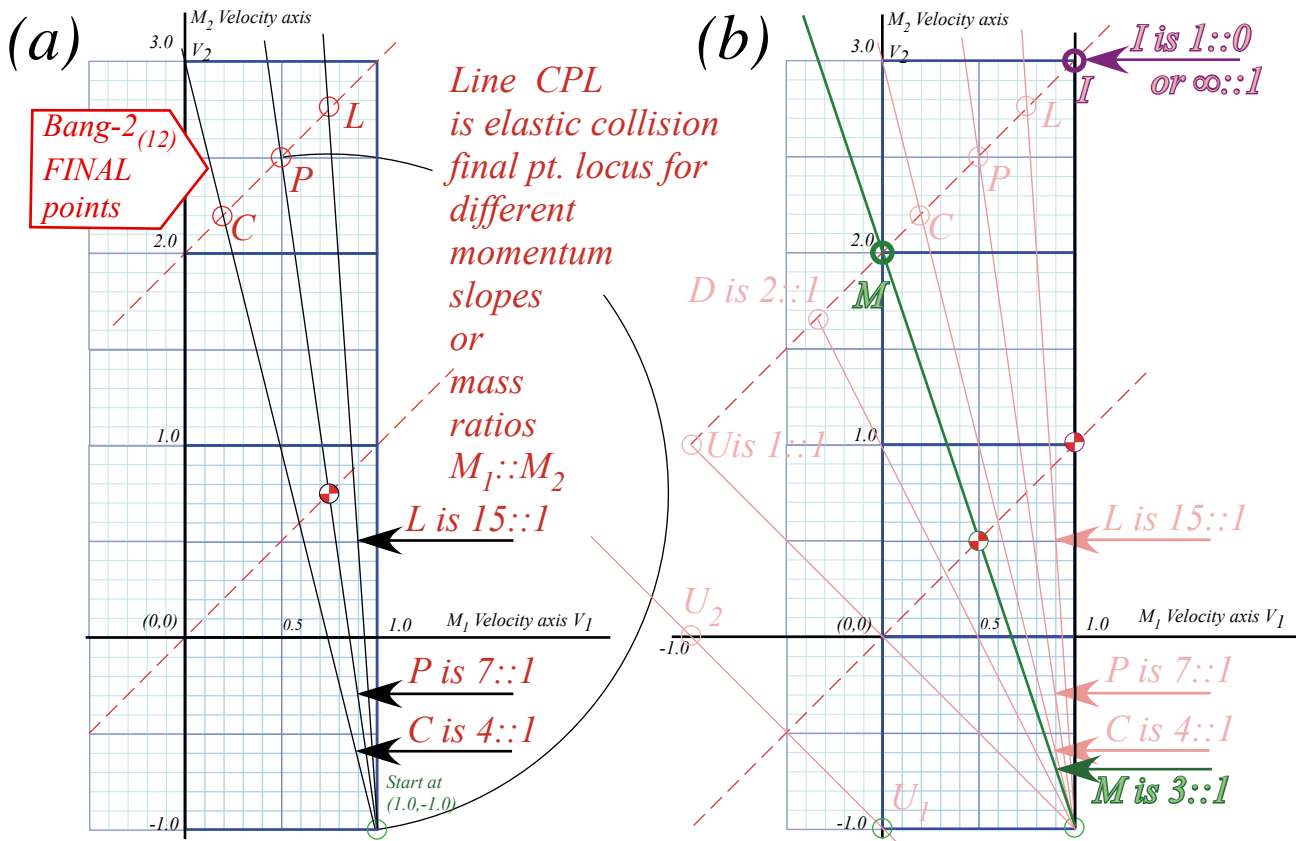 (a)
M2 Velocity axis
V2
3.0
2.0
1.0
(0,0)
0.5
1.0
-1.0
M1 Velocity axis V1
Bang-2(12)
FINAL
points
L
P
C
Line CPL
is elastic collision
final pt. locus for
different
momentum
slopes
or
mass
ratios
M1::M2
L is 15::1
P is 7::1
C is 4::1
Start at
(1.0,-1.0)
(b)
M2 Velocity axis
V2
3.0
2.0
1.0
(0,0)
0.5
1.0
-1.0
-1.0
M1 Velocity axis V1
I is 1::0
or ∞::1
I
L
P
C
M
D is 2::1
Uis 1::1
U2
U1
L is 15::1
P is 7::1
C is 4::1
M is 3::1